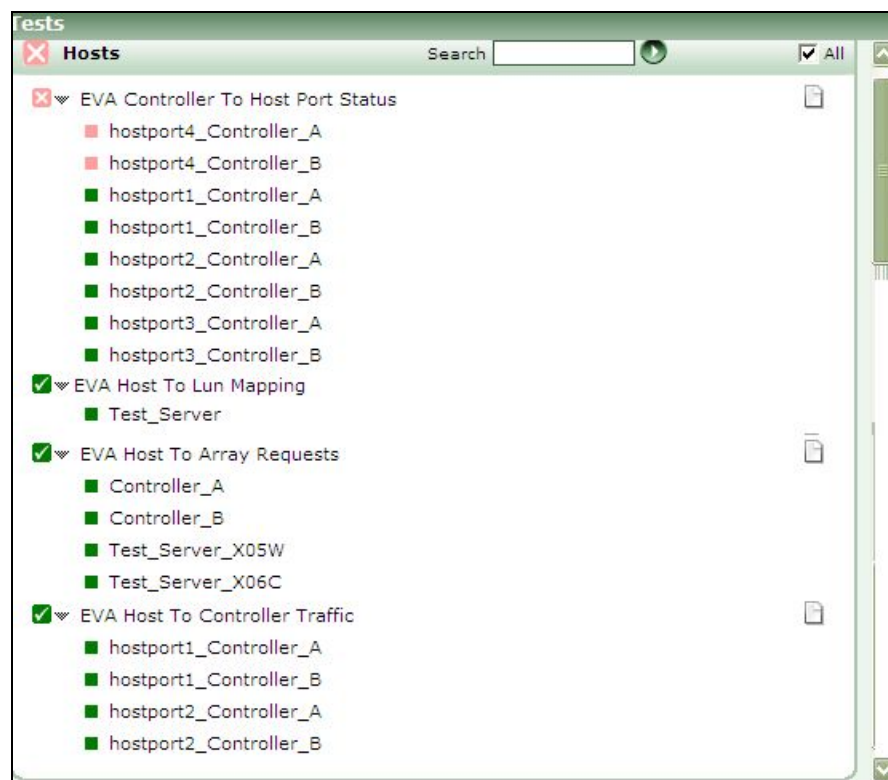 Tests
Hosts Search All
EVA Controller To Host Port Status
hostport4_Controller_A
hostport4_Controller_B
hostport1_Controller_A
hostport1_Controller_B
hostport2_Controller_A
hostport2_Controller_B
hostport3_Controller_A
hostport3_Controller_B
EVA Host To Lun Mapping
Test_Server
EVA Host To Array Requests
Controller_A
Controller_B
Test_Server_X05W
Test_Server_X06C
EVA Host To Controller Traffic
hostport1_Controller_A
hostport1_Controller_B
hostport2_Controller_A
hostport2_Controller_B